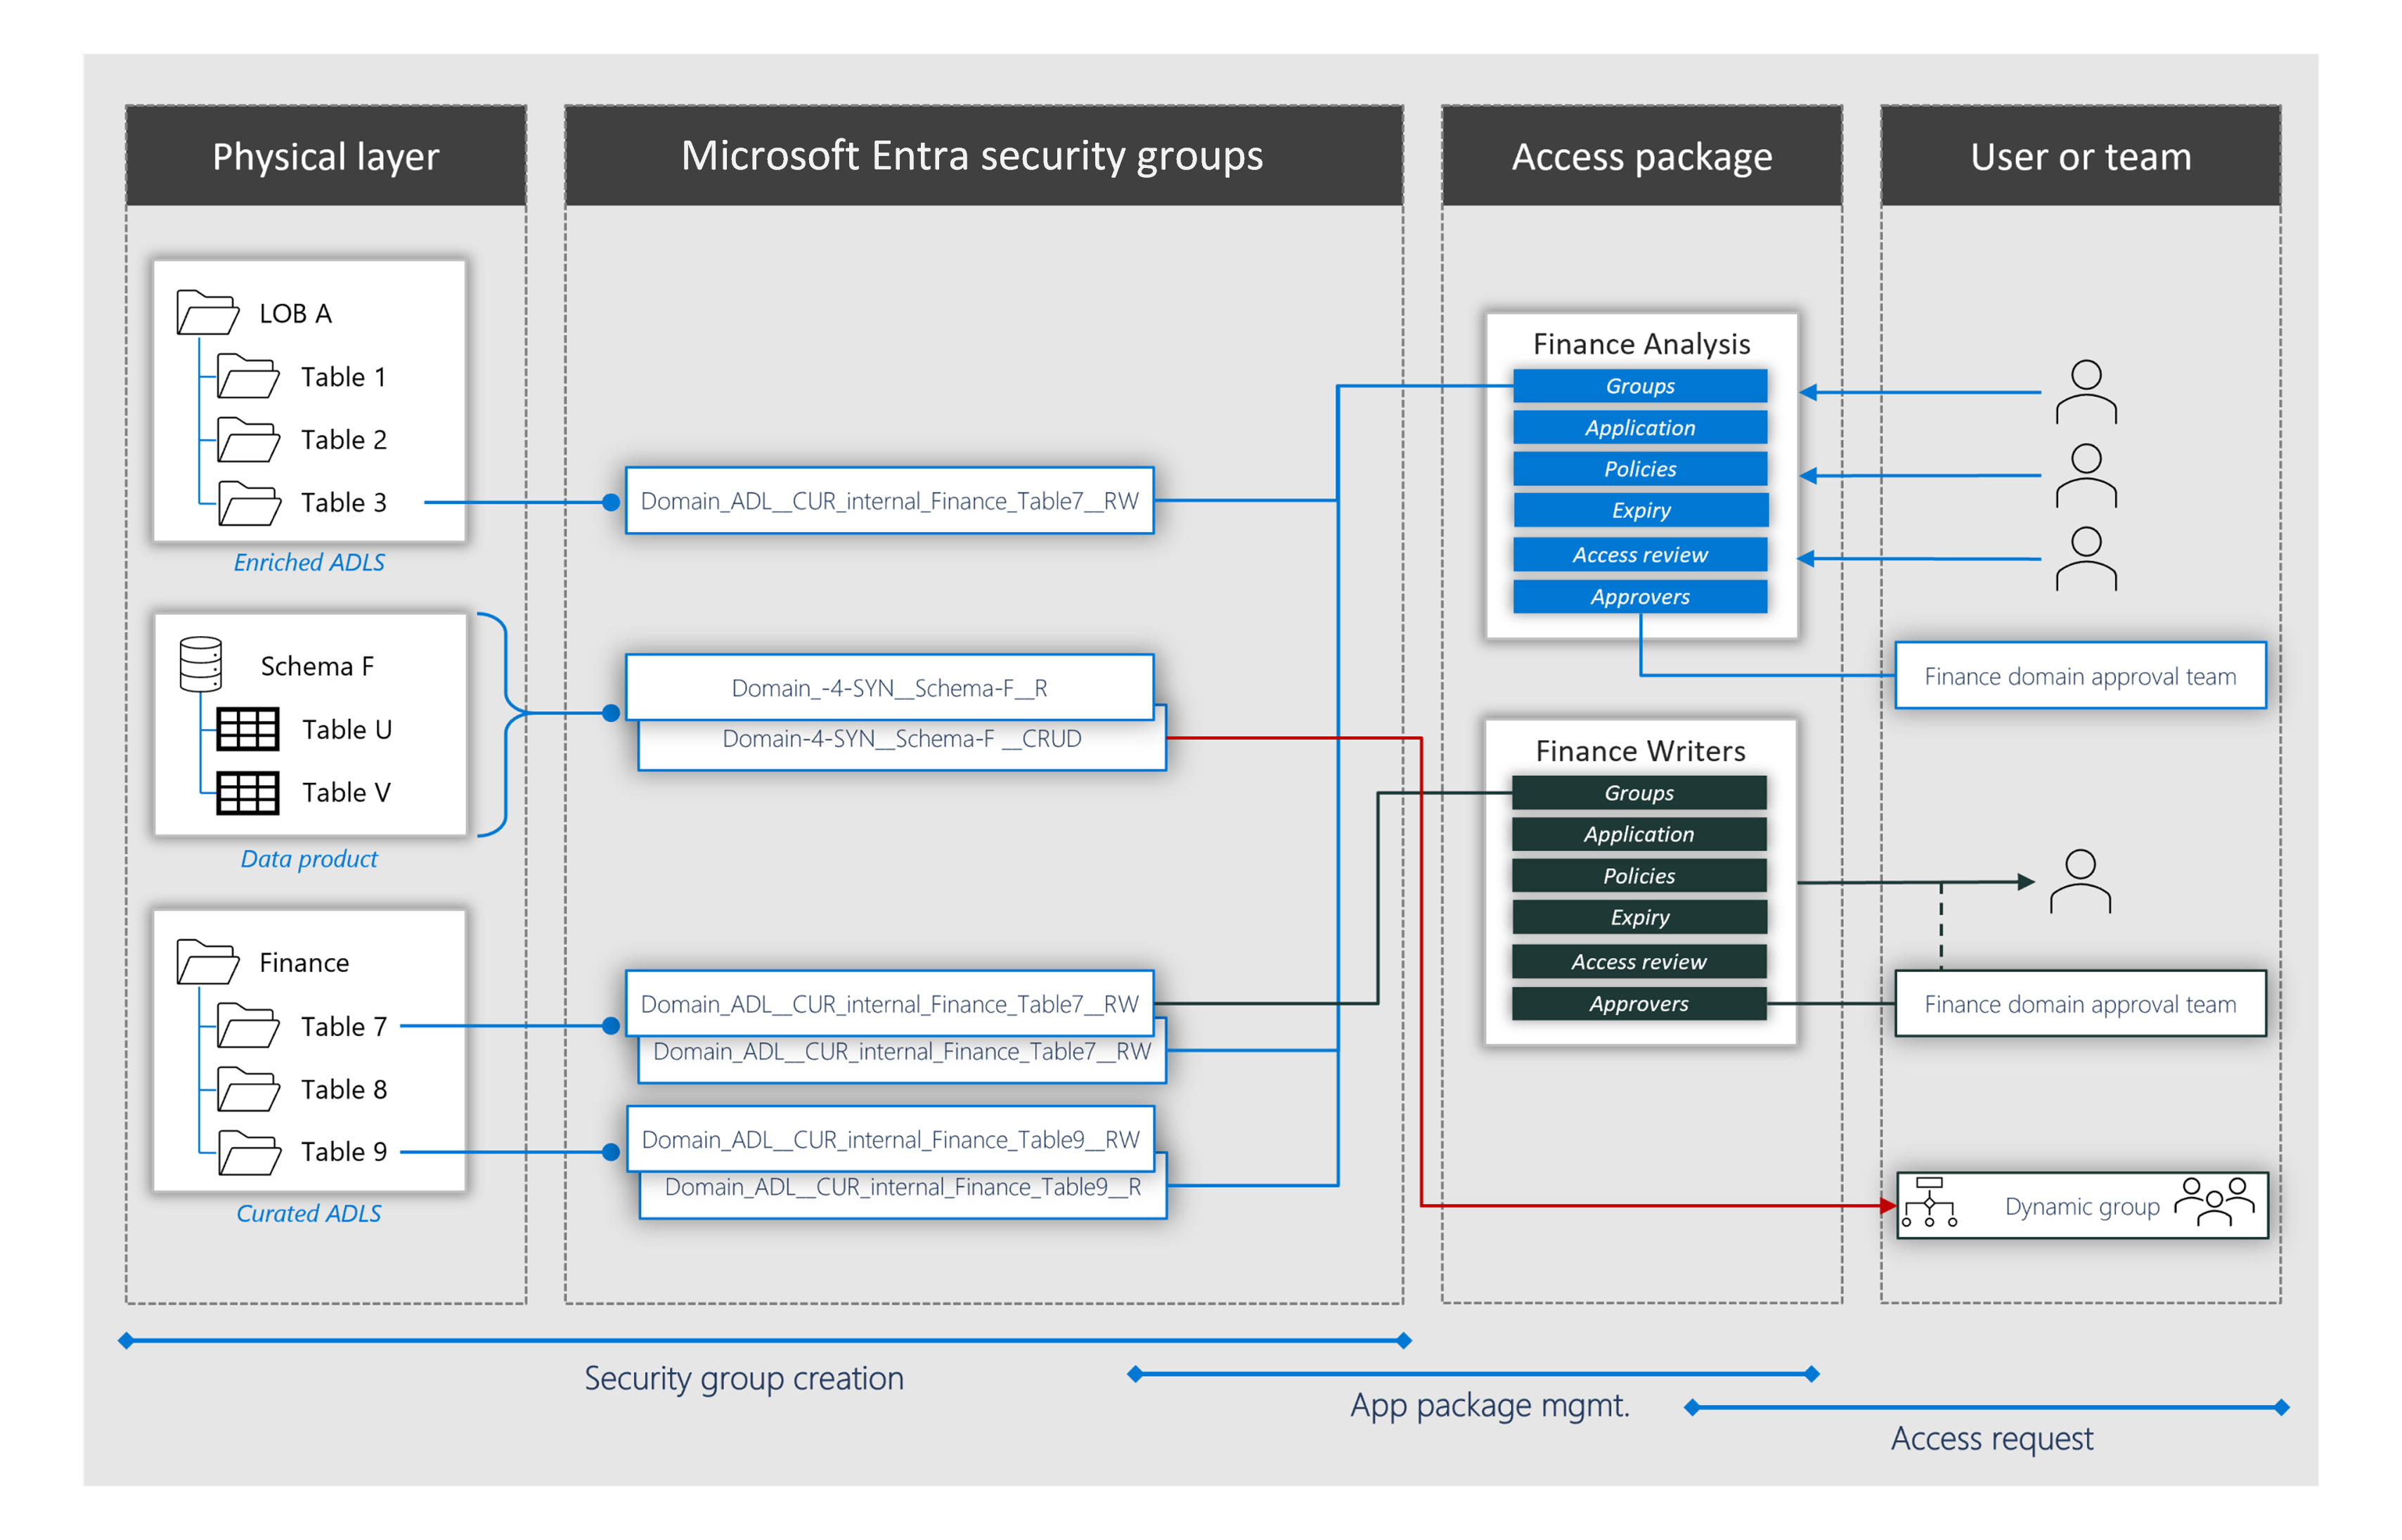 Physical layer
Microsoft Entra security groups
Access package
User or team
LOB A
Table 1
Table 2
Table 3
Enriched ADLS
Schema F
Table U
Table V
Data product
Finance
Table 7
Table 8
Table 9
Curated ADLS
Domain_ADL__CUR_internal_Finance_Table7__RW
Domain_-4-SYN__Schema-F__R
Domain-4-SYN__Schema-F __CRUD
Domain_ADL__CUR_internal_Finance_Table7__RW
Domain_ADL__CUR_internal_Finance_Table7__RW
Domain_ADL__CUR_internal_Finance_Table9__RW
Domain_ADL__CUR_internal_Finance_Table9__R
Finance Analysis
Groups
Application
Policies
Expiry
Access review
Approvers
Finance Writers
Groups
Application
Policies
Expiry
Access review
Approvers
Finance domain approval team
Finance domain approval team
Dynamic group
Security group creation
App package mgmt.
Access request